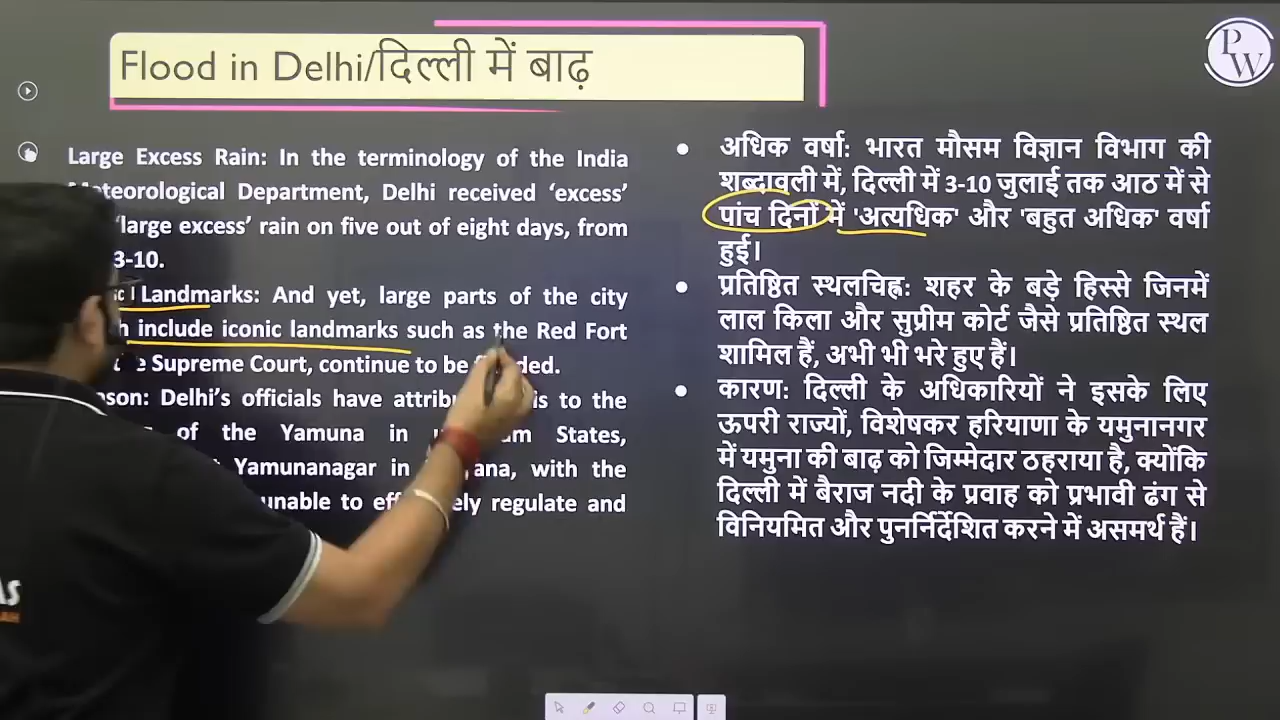 Flood in Delhi/दिल्ली में बाढ़
PW
Large Excess Rain: In the terminology of the India
Meteorological Department, Delhi received ‘excess’
‘large excess’ rain on five out of eight days, from
3-10.
Landmarks: And yet, large parts of the city
include iconic landmarks such as the Red Fort
Supreme Court, continue to be
Delhi’s officials have to the
of the Yamuna in States,
Yamunanagar in with the
unable to regulate and
अधिक वर्षा: भारत मौसम विज्ञान विभाग की
शब्दावली में, दिल्ली में 3-10 जुलाई तक आठ में से
पांच दिनों में 'अत्यधिक' और 'बहुत अधिक' वर्षा
हुई।
प्रतिष्ठित स्थलचिह्न: शहर के बड़े हिस्से जिनमें
लाल किला और सुप्रीम कोर्ट जैसे प्रतिष्ठित स्थल
शामिल हैं, अभी भी भरे हुए हैं।
कारण: दिल्ली के अधिकारियों ने इसके लिए
ऊपरी राज्यों, विशेषकर हरियाणा के यमुनानगर
में यमुना की बाढ़ को जिम्मेदार ठहराया है, क्योंकि
दिल्ली में बैराज नदी के प्रवाह को प्रभावी ढंग से
विनियमित और पुनर्निर्देशित करने में असमर्थ हैं।